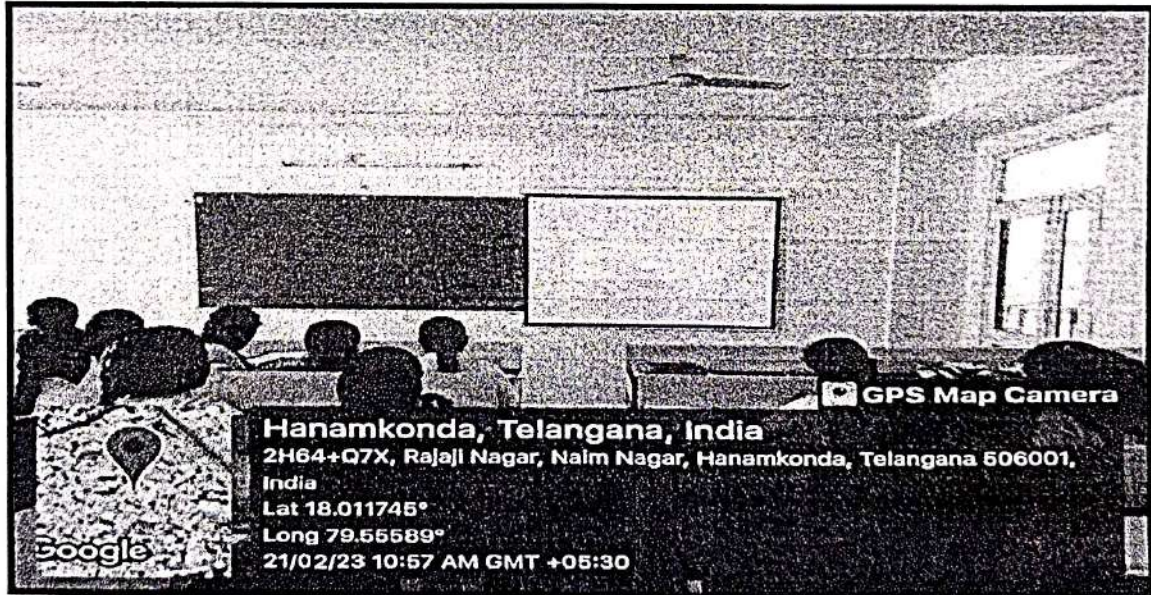 GPS Map Camera
Hanamkonda, Telangana, India
2H64+Q7X, Rajaji Nagar, Naim Nagar, Hanamkonda, Telangana 506001,
India
Lat 18.011745°
Long 79.55589°
21/02/23 10:57 AM GMT +05:30
Google